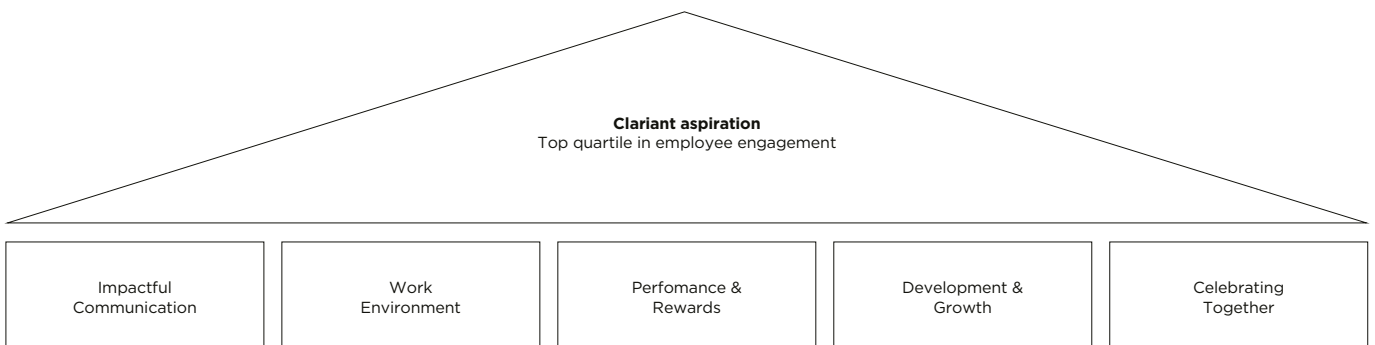 Clariant aspiration
Top quartile in employee engagement
Impactful
Communication
Work
Environment
Perfomance &
Rewards
Development &
Growth
Celebrating
Together